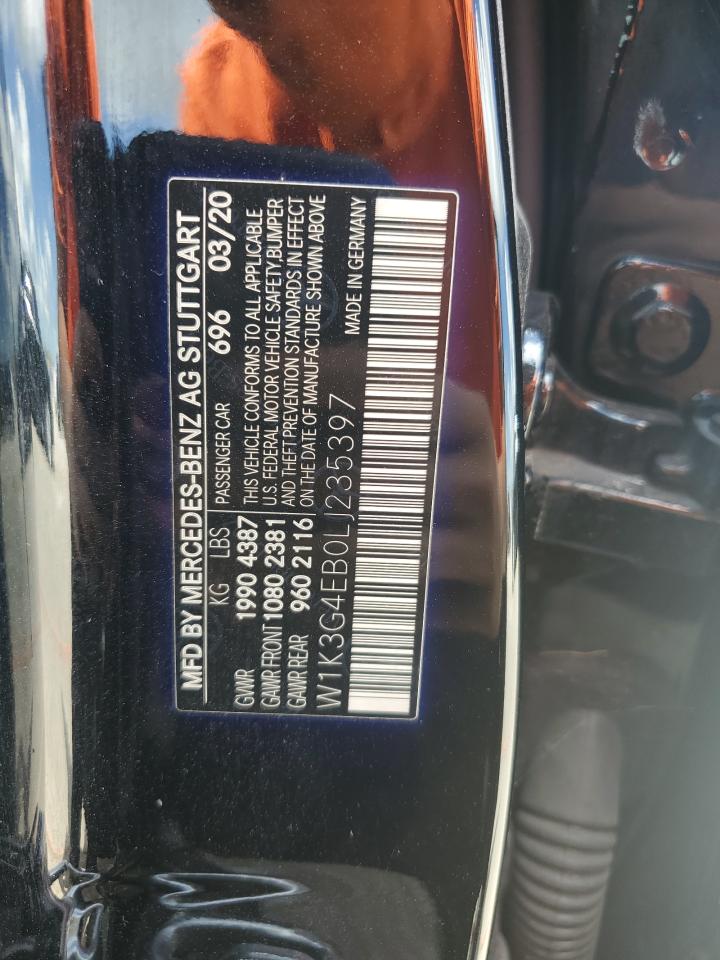 MFD BY MERCEDES-BENZ AG STUTTGART
KG LBS PASSENGER CAR 696 03/20
GWR 1990 4387 THIS VEHICLE CONFORMS TO ALL APPLICABLE
GAWR FRONT 1080 2381 U.S. FEDERAL MOTOR VEHICLE SAFETY,BUMPER
GAWR REAR 960 2116 AND THEFT PREVENTION STANDARDS IN EFFECT
ON THE DATE OF MANUFACTURE SHOWN ABOVE
W1K3G4EB0LJ235397 MADE IN GERMANY